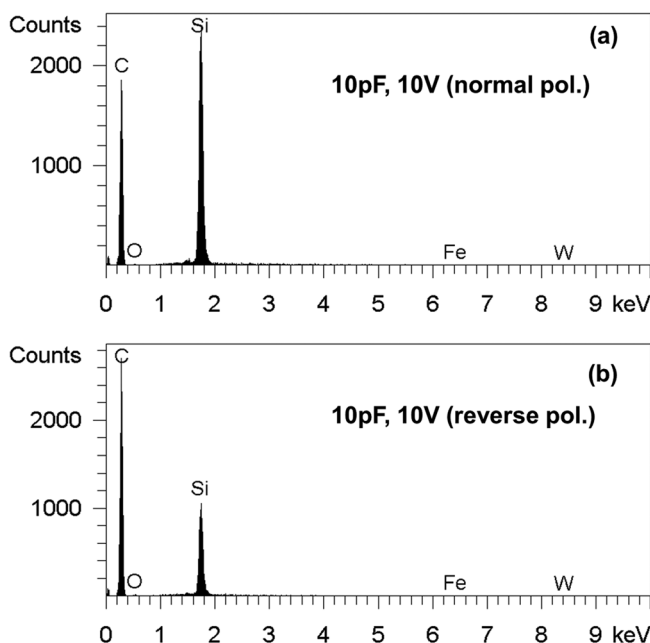 Counts
Si
(a)
2000
C
10pF, 10V (normal pol.)
1000
O
Fe
W
0 1 2 3 4 5 6 7 8 9 keV
Counts
C
(b)
10pF, 10V (reverse pol.)
2000
Si
1000
O
Fe
W
0 1 2 3 4 5 6 7 8 9 keV